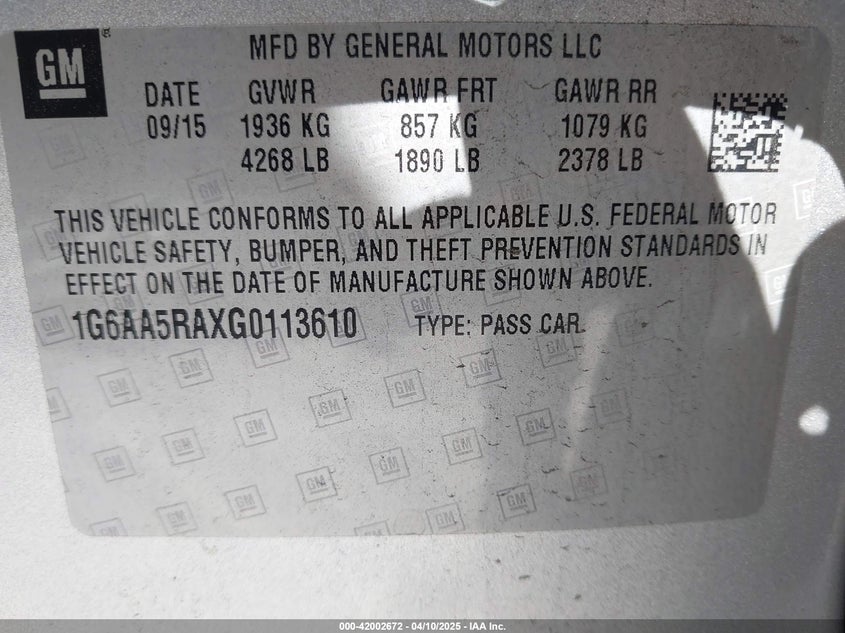 GM
MFD BY GENERAL MOTORS LLC
DATE GVWR GAWR FRT GAWR RR
09/15 1936 KG 857 KG 1079 KG
4268 LB 1890 LB 2378 LB
THIS VEHICLE CONFORMS TO ALL APPLICABLE U.S. FEDERAL MOTOR
VEHICLE SAFETY, BUMPER, AND THEFT PREVENTION STANDARDS IN
EFFECT ON THE DATE OF MANUFACTURE SHOWN ABOVE.
1G6AA5RAXG0113610 TYPE: PASS CAR
000-42002672 - 04/10/2025 - IAA Inc.